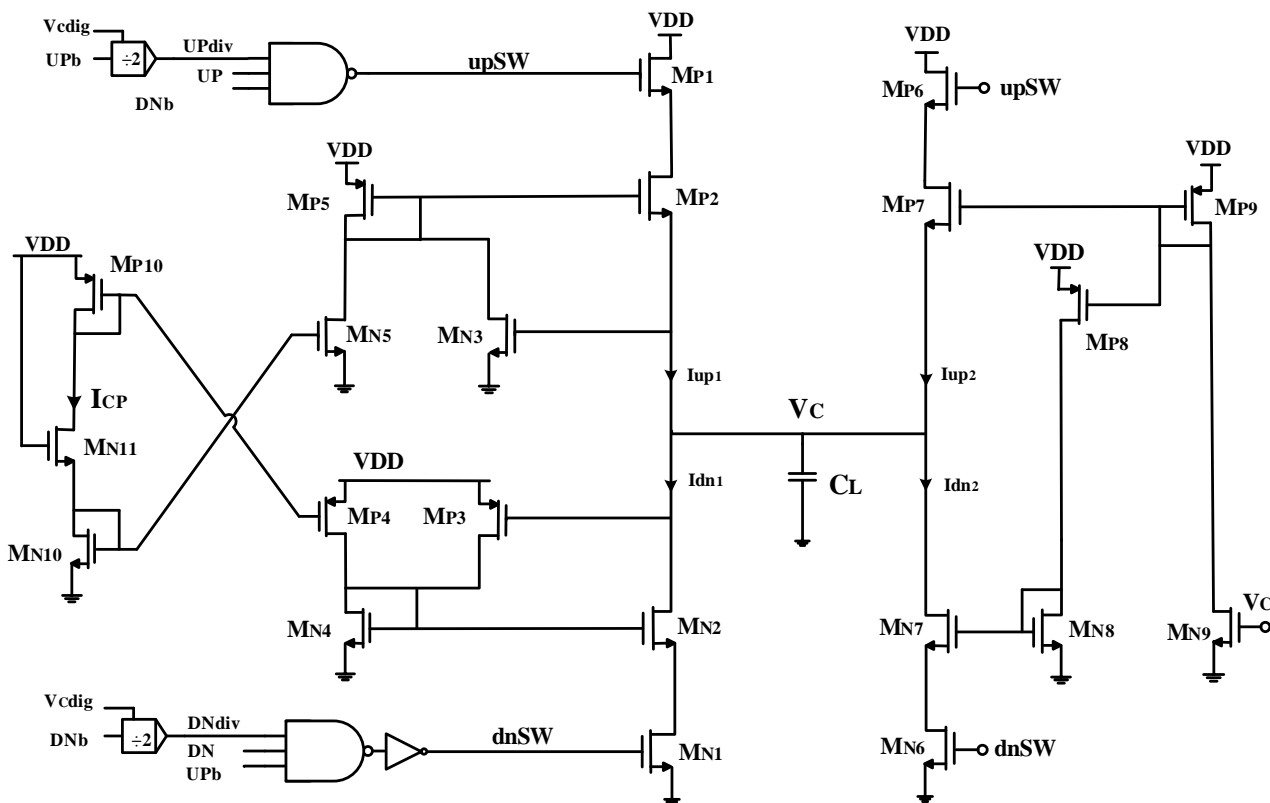 Vcdig
UPb
÷2
UPdiv
UP
DNb
upSW
VDD
MP1
VDD
MP6
upSW
VDD
MP5
MP2
MP7
VDD
MP9
VDD
MP10
VDD
MP8
MN5
MN3
ICP
Iup1
Iup2
MN11
VC
CL
VDD
MP4
MP3
Idn1
Idn2
MN10
MN4
MN2
MN7
MN8
MN9
VC
VCdig
DNb
÷2
DNdiv
DN
UPb
dnSW
MN1
MN6
dnSW